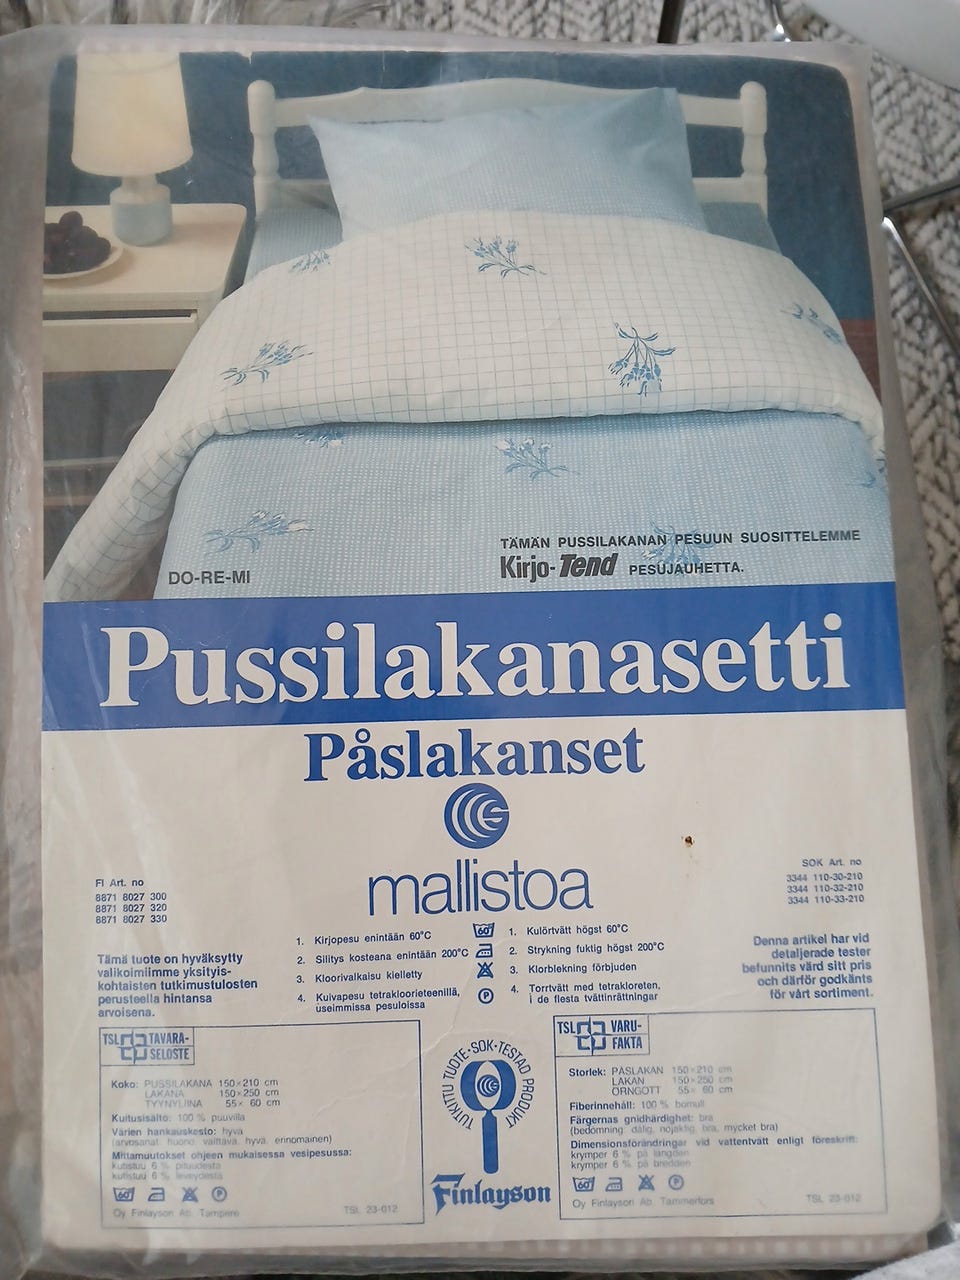 TÄMÄN PUSSILAKANAN PESUUN SUOSITTELEMME
Kirjo-Tend PESUJAUHETTA.
DO-RE-MI
Pussilakanasetti
Påslakanset
mallistoa
FI Art. no
8871 8027 300
8871 8027 320
8871 8027 330
SOK Art. no
3344 110-30-210
3344 110-32-210
3344 110-33-210
1. Kirjopesu enintään 60°C
2. Silitys kosteana enintään 200°C
3. Kloorivalkaisu kielletty
4. Kuivapesu tetrakloorieteenillä,
useimmissa pesuloissa
60
P
1. Kulörtvätt högst 60°C
2. Strykning fuktig högst 200°C
3. Klorblekning förbjuden
4. Torrtvätt med tetrakloreten,
i de flesta tvättinrättningar
Tämä tuote on hyväksytty
valikoimiimme yksityis-
kohtaisten tutkimustulosten
perusteella hintansa
arvoisena.
Denna artikel har vid
detaljerade tester
befunnits värd sitt pris
och därför godkänts
för vårt sortiment.
TSL TAVARA-
SELOSTE
Koko: PUSSILAKANA 150×210 cm
LAKANA 150×250 cm
TYYNYLIINA 55× 60 cm
Kuitusisältö: 100 % puuvilla
Värien hankauskesto: hyvä
(arvosanat: huono, välttävä, hyvä, erinomainen)
Mittamuutokset ohjeen mukaisessa vesipesussa:
kutistuu 6 % pituudesta
kutistuu 6 % leveydestä
60 P
Oy Finlayson Ab, Tampere TSL 23-012
TUTKITTU TUOTE·SOK·TESTAD PRODUKT
Finlayson
TSL VARU-
FAKTA
Storlek: PÅSLAKAN 150×210 cm
LAKAN 150×250 cm
ÖRNGOTT 55× 60 cm
Fiberinnehåll: 100 % bomull
Färgernas gnidhärdighet: bra
(bedömning: dålig, nöjaktig, bra, mycket bra)
Dimensionsförändringar vid vattentvätt enligt föreskrift:
krymper 6 % på längden
krymper 6 % på bredden
60 P
Oy Finlayson Ab, Tammerfors TSL 23-012